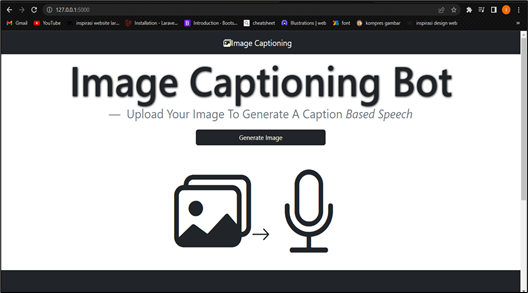 127.0.0.1:5000
Gmail YouTube inspirasi website lar... Installation - Larave... Introduction · Boots... cheatsheet Illustrations | web font kompres gambar inspirasi design web
Image Captioning
Image Captioning Bot
— Upload Your Image To Generate A Caption Based Speech
Generate Image